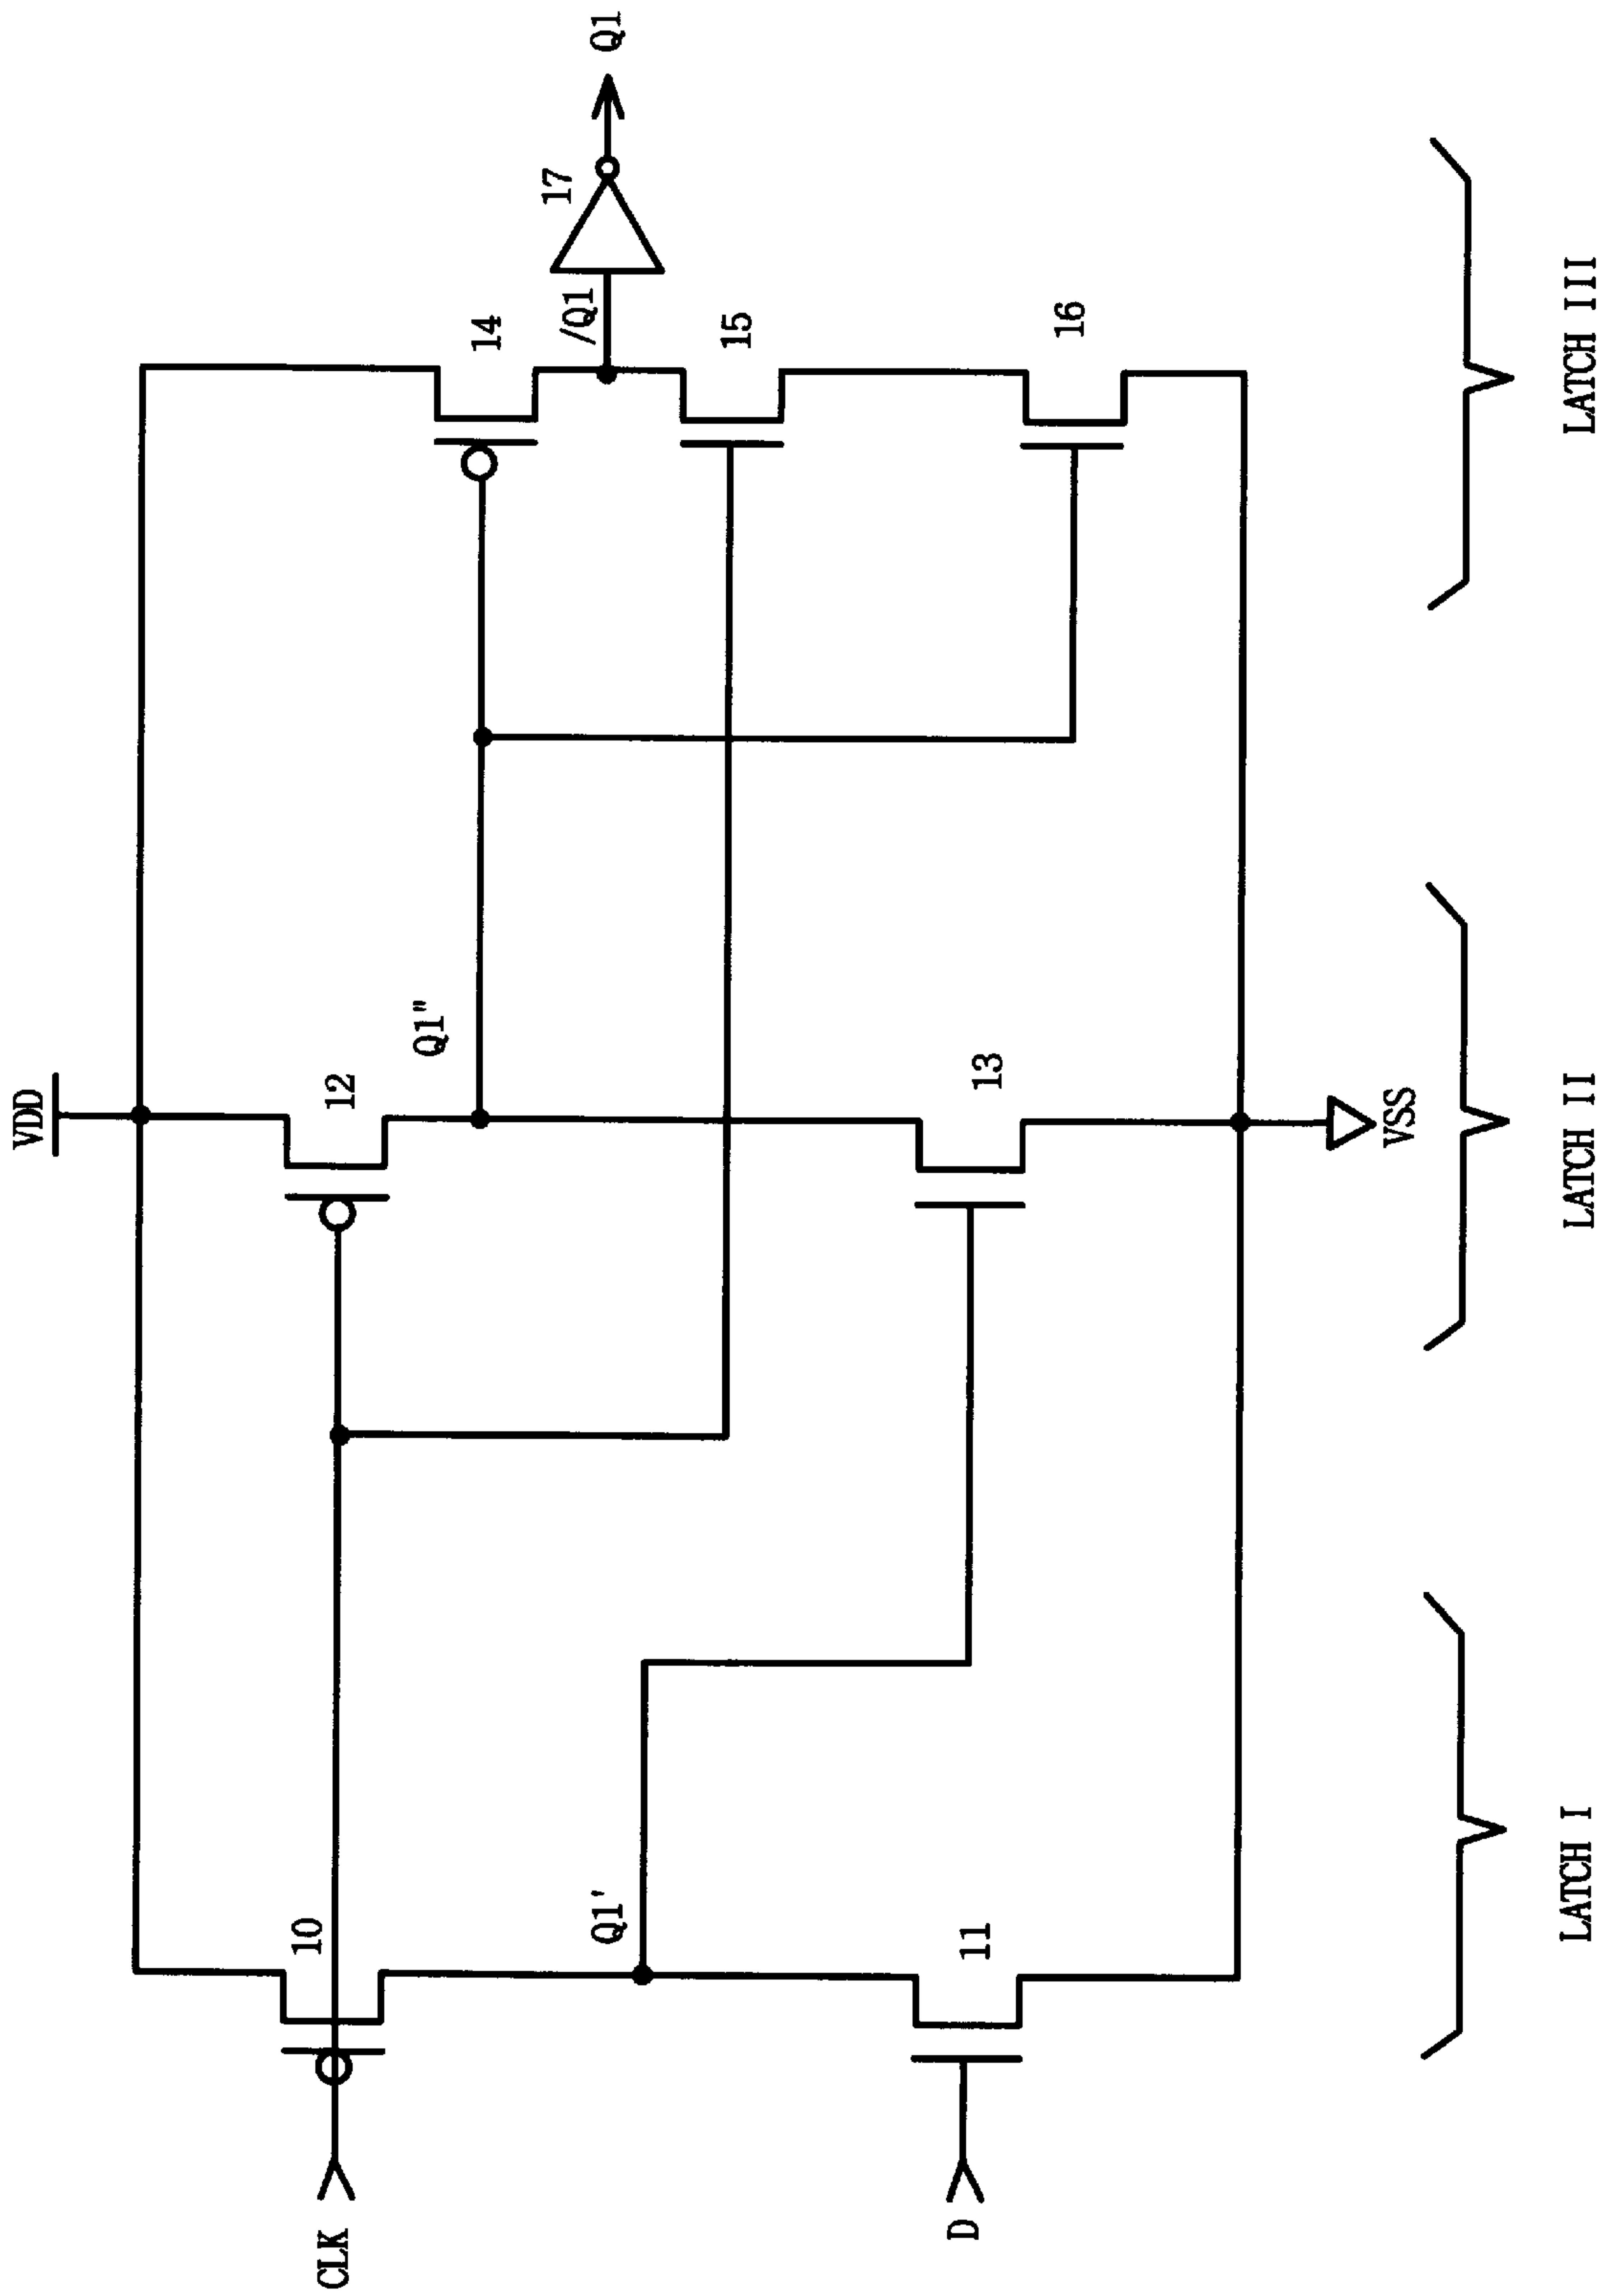 VDD
CLK
10
12
14
17
Q1
/Q1
Q1"
15
Q1'
D
11
13
16
VSS
LATCH I
LATCH II
LATCH III